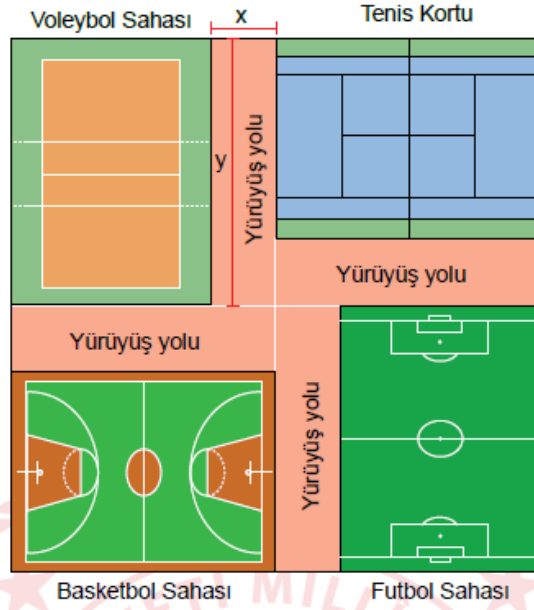 Voleybol Sahası
x
Tenis Kortu
y
Yürüyüş yolu
Yürüyüş yolu
Yürüyüş yolu
Yürüyüş yolu
Basketbol Sahası
Futbol Sahası